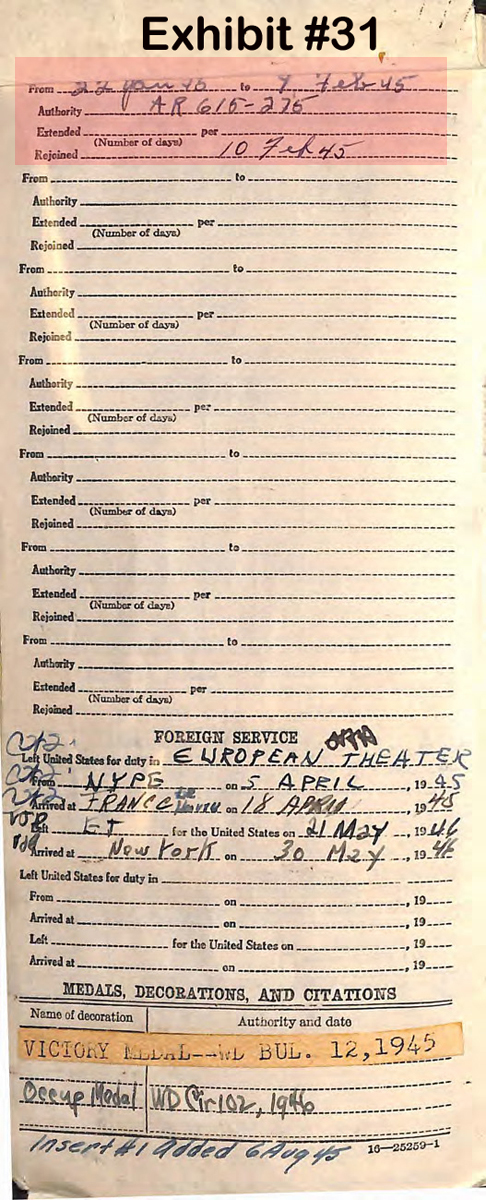 Exhibit #31
From 22 Jan 45 to 9 Feb 45
Authority AR 615-275
Extended per
(Number of days)
Rejoined 10 Feb 45
From to
Authority
Extended per
(Number of days)
Rejoined
From to
Authority
Extended per
(Number of days)
Rejoined
From to
Authority
Extended per
(Number of days)
Rejoined
From to
Authority
Extended per
(Number of days)
Rejoined
From to
Authority
Extended per
(Number of days)
Rejoined
From to
Authority
Extended per
(Number of days)
Rejoined
FOREIGN SERVICE
Left United States for duty in EUROPEAN THEATER
From NYPE on 5 APRIL, 1945
Arrived at FRANCE on 18 APRIL 1945
Left ET for the United States on 21 May, 1946
Arrived at New York on 30 May, 1946
Left United States for duty in
From on , 19
Arrived at on , 19
Left for the United States on , 19
Arrived at on , 19
MEDALS, DECORATIONS, AND CITATIONS
Name of decoration Authority and date
VICTORY MEDAL--WD BUL. 12,1945
Occup Medal WD Cir 102, 1946
Insert #1 Added 6 Aug 45 16-25259-1